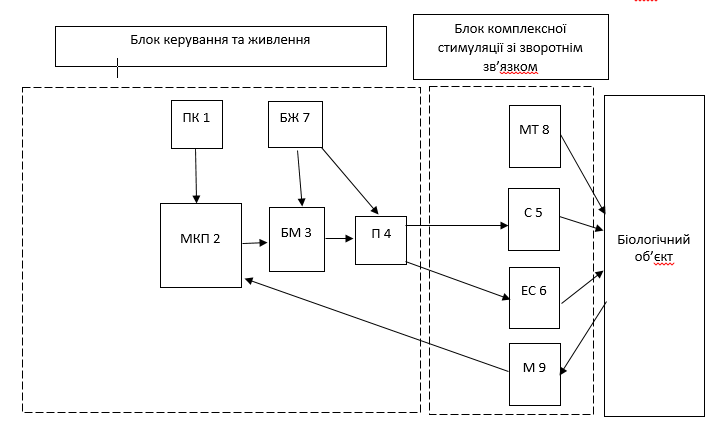 Блок керування та живлення
Блок комплексної
стимуляції зі зворотнім
зв’язком
ПК 1
БЖ 7
МТ 8
МКП 2
БМ 3
П 4
С 5
ЕС 6
М 9
Біологічний
об’єкт